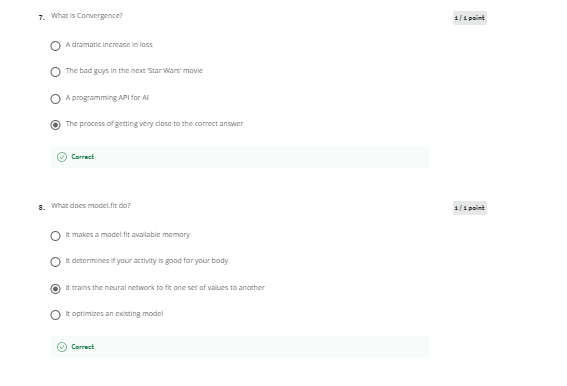 7. What is Convergence?
1 / 1 point
A dramatic increase in loss
The bad guys in the next 'Star Wars' movie
A programming API for AI
The process of getting very close to the correct answer
Correct
8. What does model.fit do?
1 / 1 point
It makes a model fit available memory
It determines if your activity is good for your body
It trains the neural network to fit one set of values to another
It optimizes an existing model
Correct